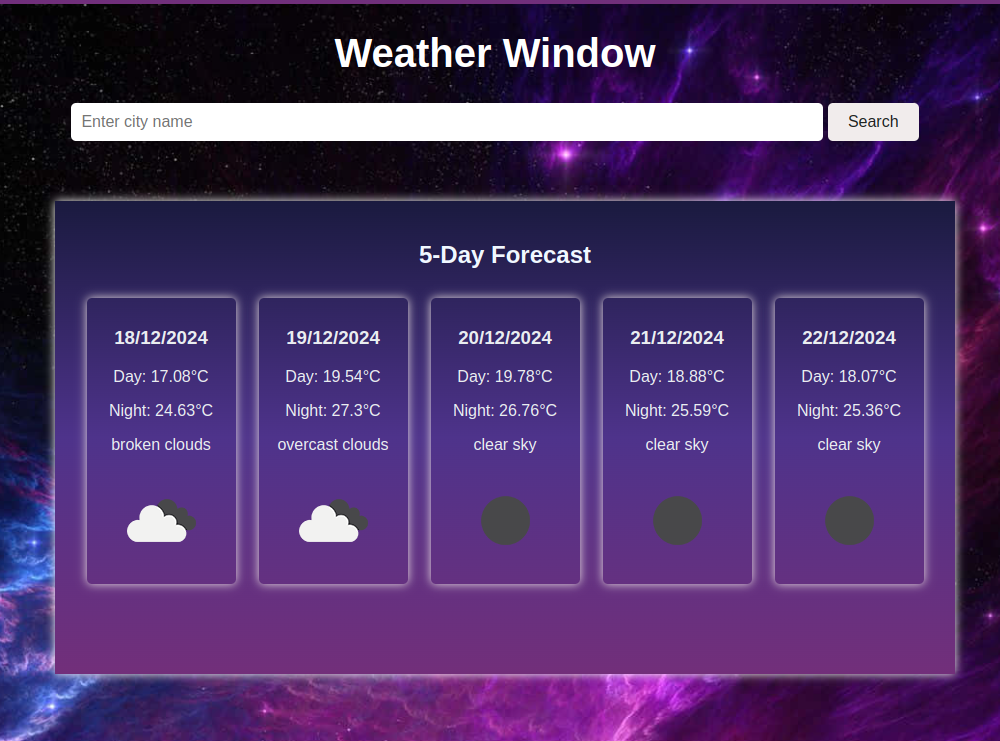 Weather Window
Enter city name
Search
5-Day Forecast
18/12/2024
Day: 17.08°C
Night: 24.63°C
broken clouds
19/12/2024
Day: 19.54°C
Night: 27.3°C
overcast clouds
20/12/2024
Day: 19.78°C
Night: 26.76°C
clear sky
21/12/2024
Day: 18.88°C
Night: 25.59°C
clear sky
22/12/2024
Day: 18.07°C
Night: 25.36°C
clear sky